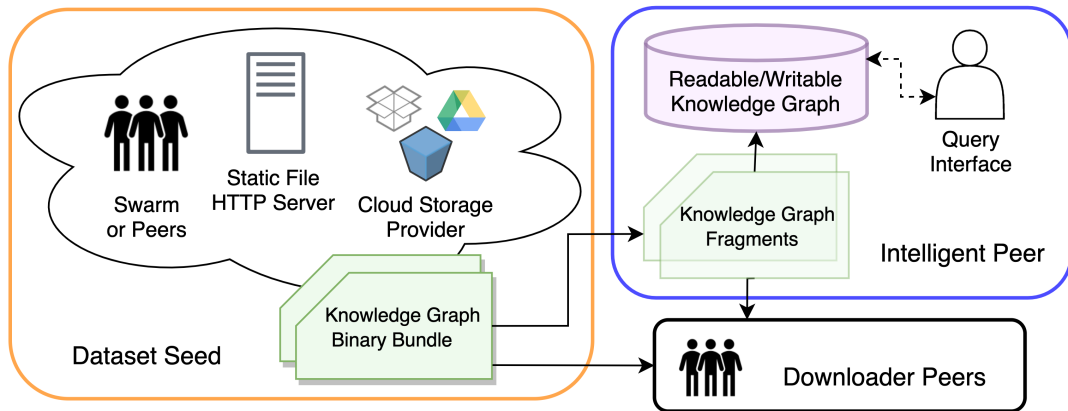 Swarm
or Peers
Static File
HTTP Server
Cloud Storage
Provider
Knowledge Graph
Binary Bundle
Dataset Seed
Readable/Writable
Knowledge Graph
Query
Interface
Knowledge Graph
Fragments
Intelligent Peer
Downloader Peers